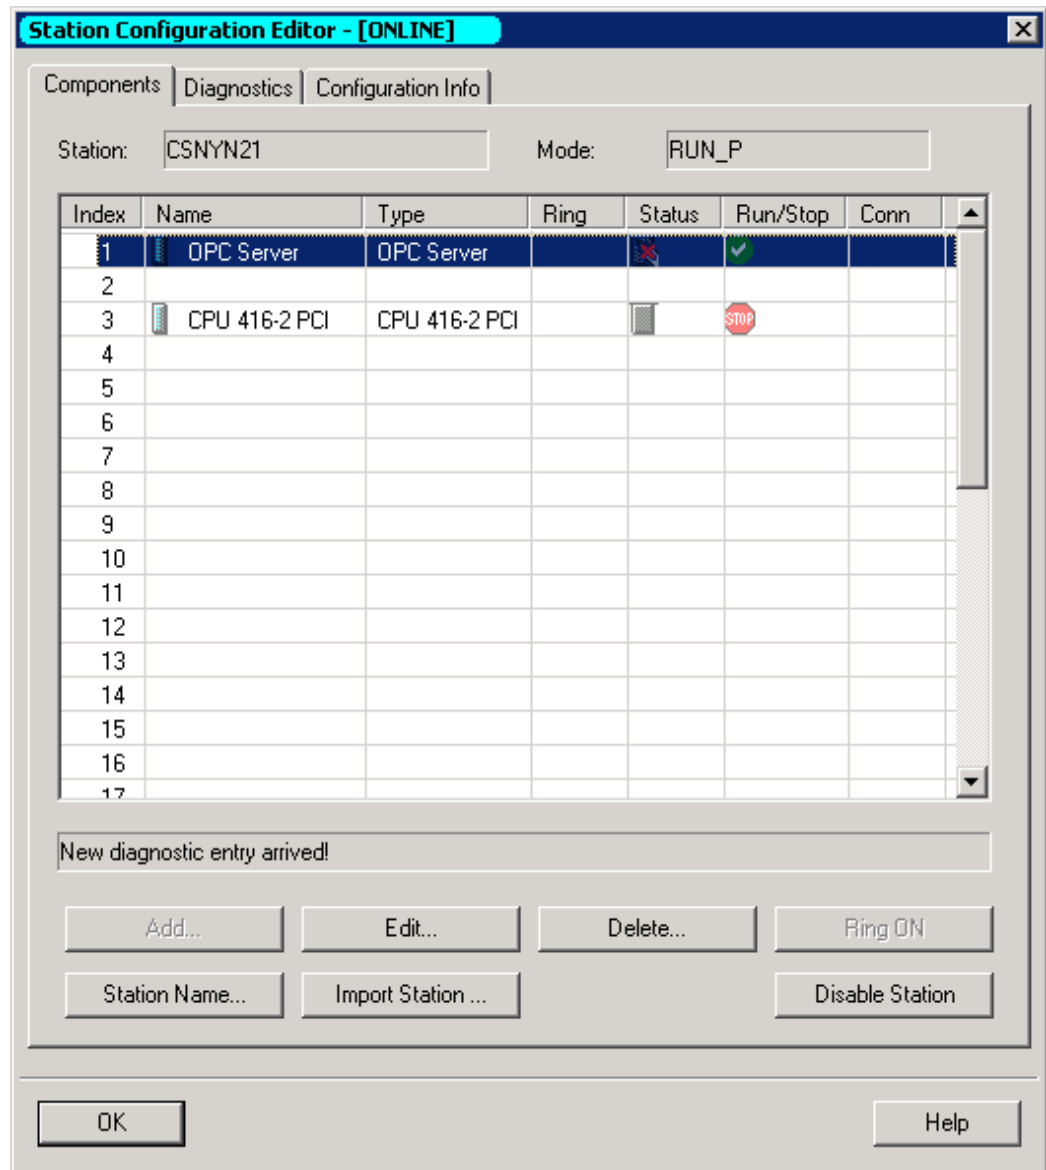 Station Configuration Editor - [ONLINE]
Components Diagnostics Configuration Info
Station: CSNYN21 Mode: RUN_P
Index Name Type Ring Status Run/Stop Conn
1 OPC Server OPC Server
2
3 CPU 416-2 PCI CPU 416-2 PCI STOP
4
5
6
7
8
9
10
11
12
13
14
15
16
17
New diagnostic entry arrived!
Add... Edit... Delete... Ring ON
Station Name... Import Station ... Disable Station
OK Help